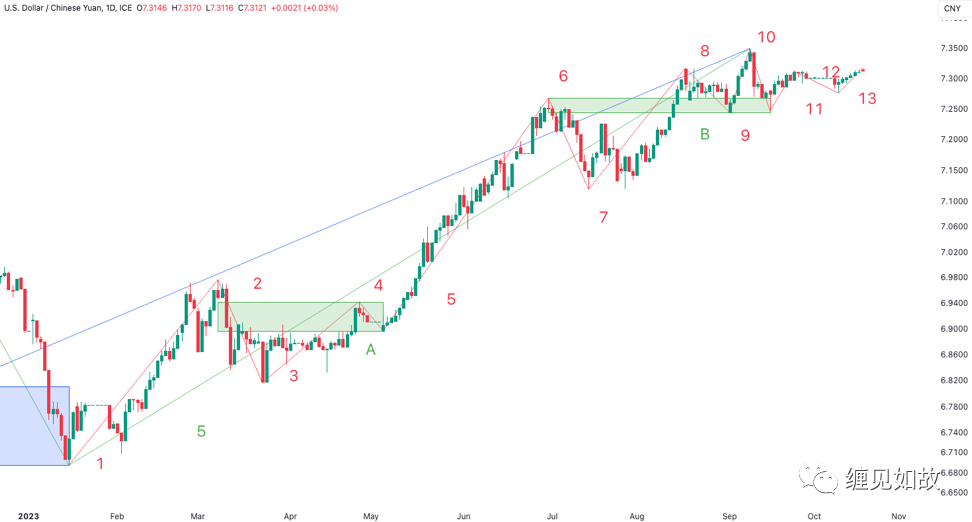 U.S. Dollar / Chinese Yuan, 1D, ICE O7.3146 H7.3170 L7.3116 C7.3121 +0.0021 (+0.03%)
CNY
7.3500
7.3000
7.2500
7.2000
7.1500
7.1000
7.0600
7.0200
6.9800
6.9400
6.9000
6.8600
6.8200
6.7800
6.7400
6.7100
6.6800
6.6500
10
8
6
12
13
11
B
9
7
2
4
5
A
3
5
1
缠见如故
2023
Feb
Mar
Apr
May
Jun
Jul
Aug
Sep
Oct
Nov